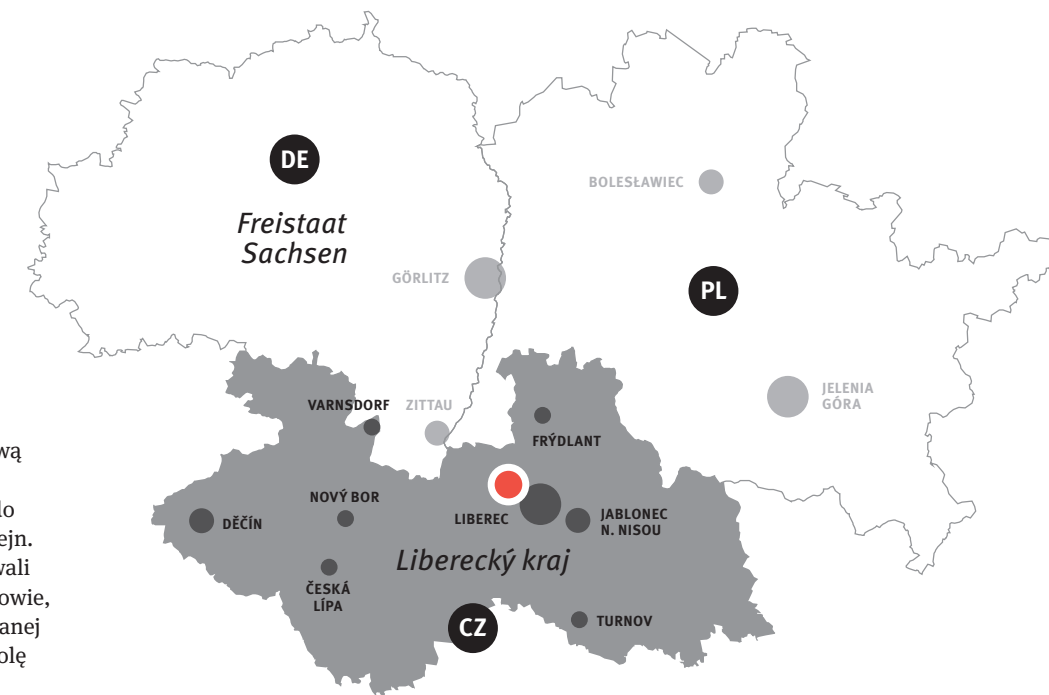 DE
Freistaat
Sachsen
BOLESŁAWIEC
GÖRLITZ
PL
JELENIA
GÓRA
VARNSDORF
ZITTAU
FRÝDLANT
NOVÝ BOR
LIBEREC
JABLONEC
N. NISOU
DĚČÍN
Liberecký kraj
ČESKÁ
LÍPA
CZ
TURNOV
wą
lo
ejn.
wali
owie,
anej
olę